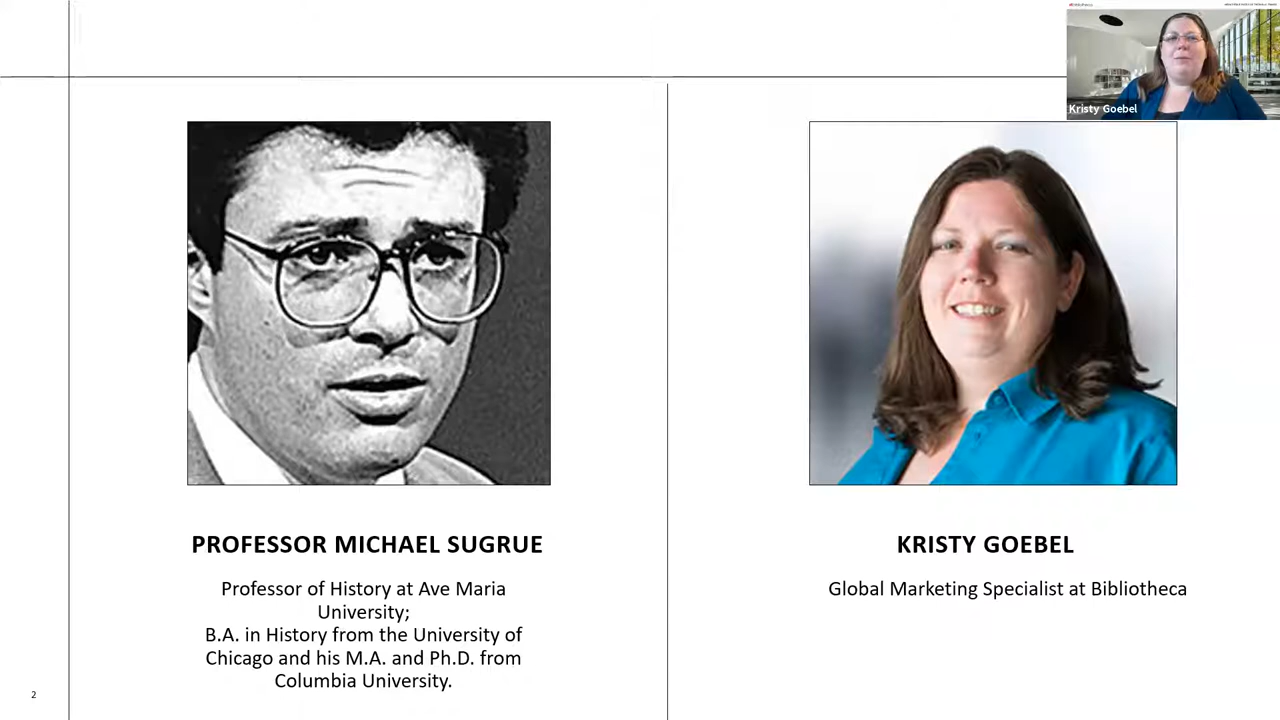 Kristy Goebel
PROFESSOR MICHAEL SUGRUE
Professor of History at Ave Maria
University;
B.A. in History from the University of
Chicago and his M.A. and Ph.D. from
Columbia University.
KRISTY GOEBEL
Global Marketing Specialist at Bibliotheca
2